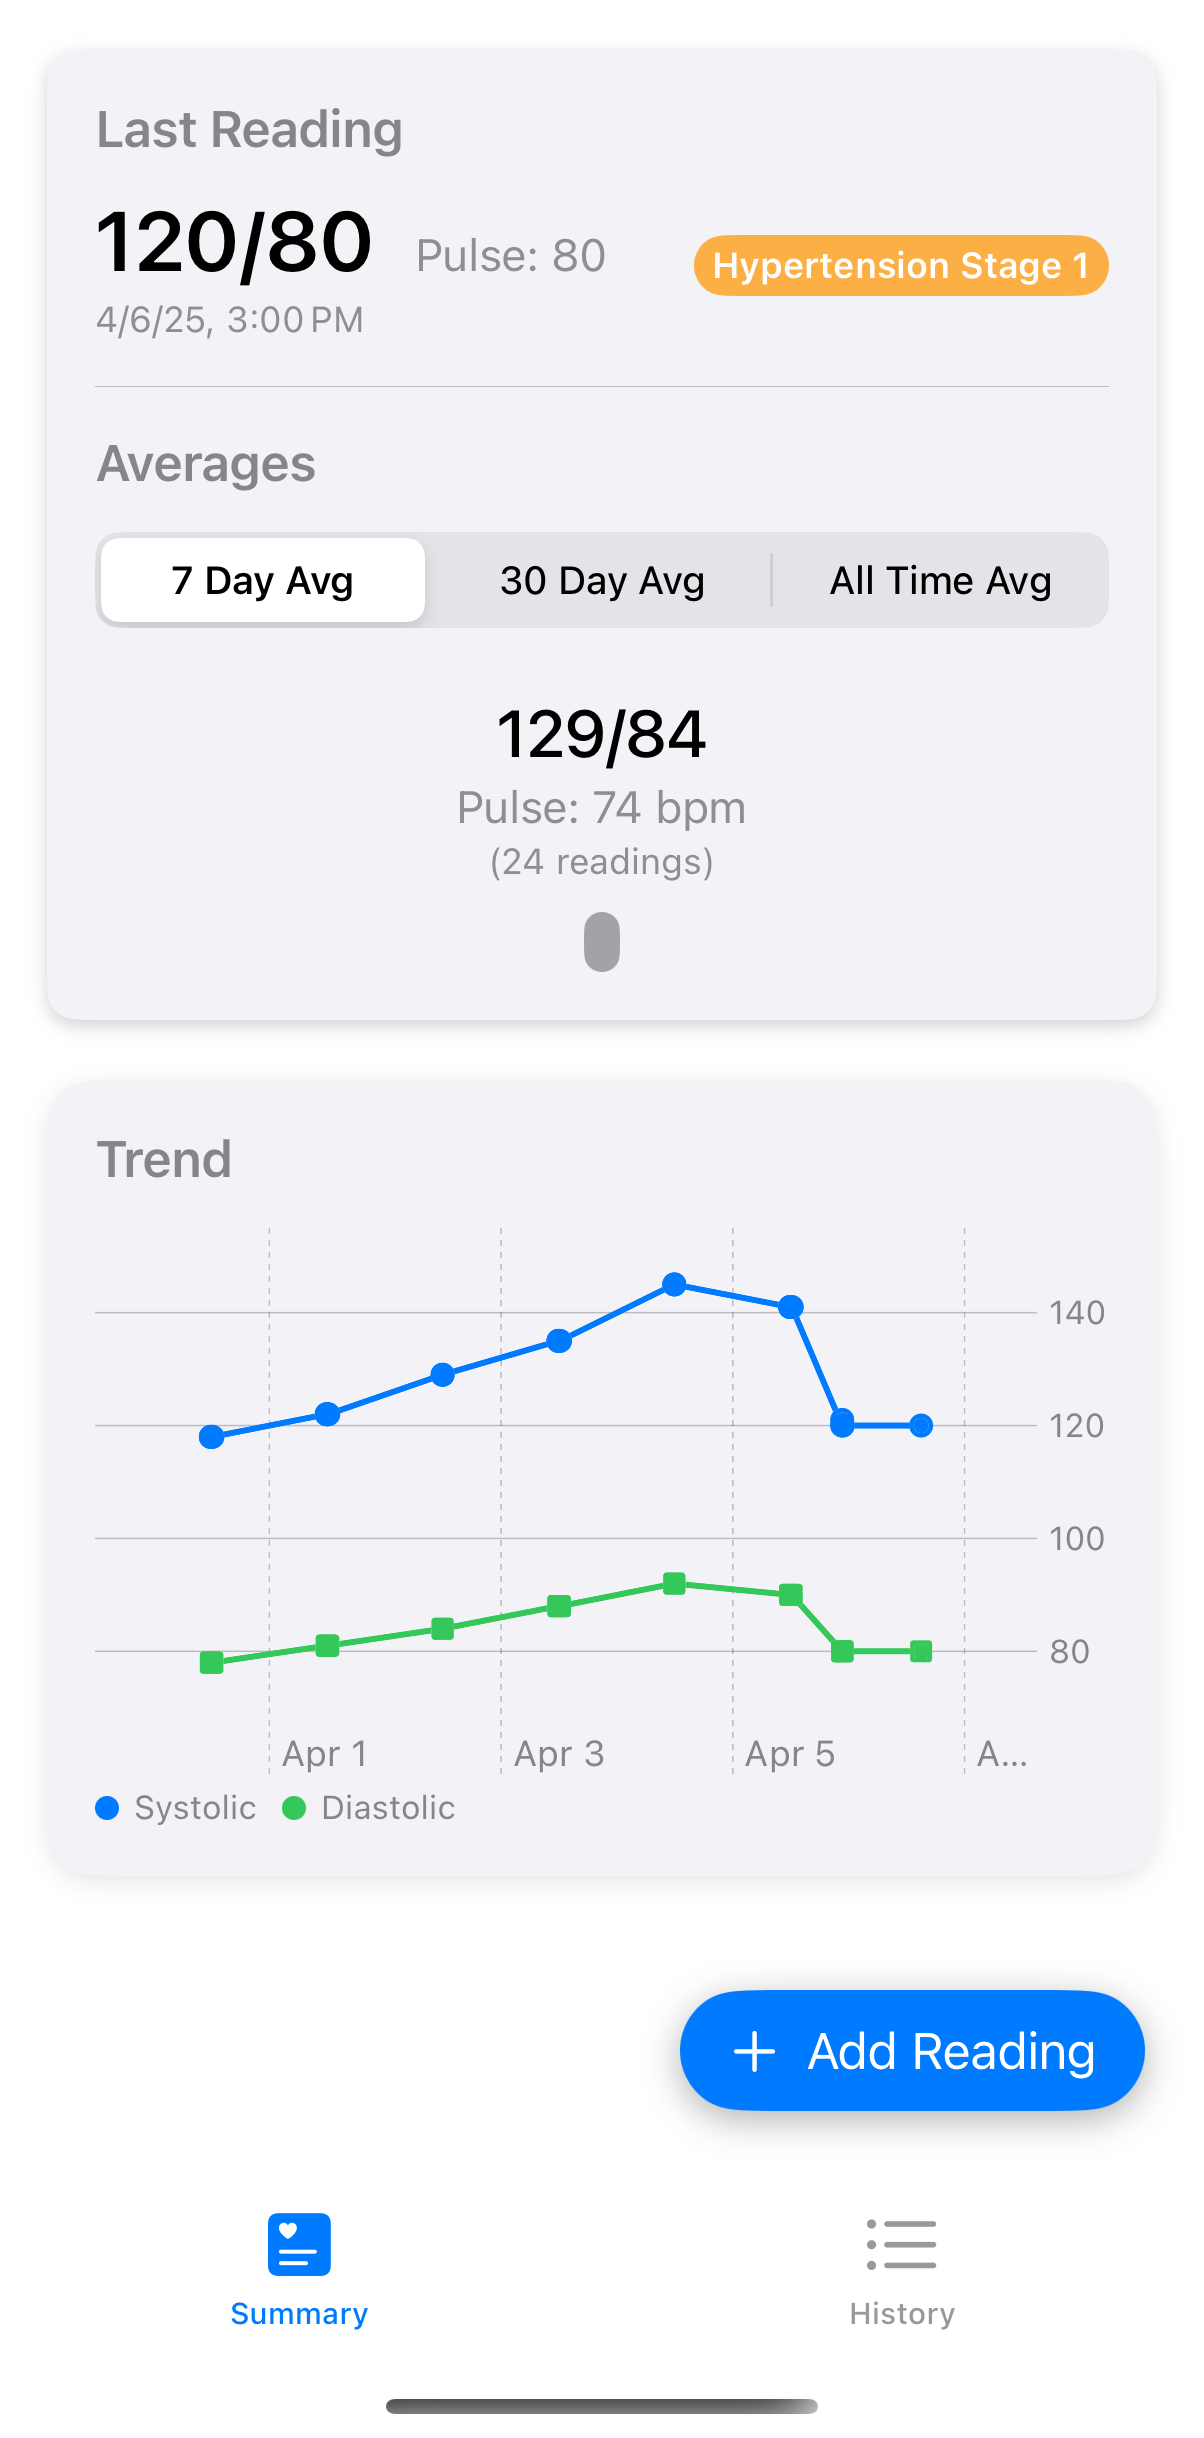 Last Reading
120/80 Pulse: 80 Hypertension Stage 1
4/6/25, 3:00 PM
Averages
7 Day Avg 30 Day Avg All Time Avg
129/84
Pulse: 74 bpm
(24 readings)
Trend
140
120
100
80
Apr 1 Apr 3 Apr 5 A...
Systolic Diastolic
+ Add Reading
Summary History